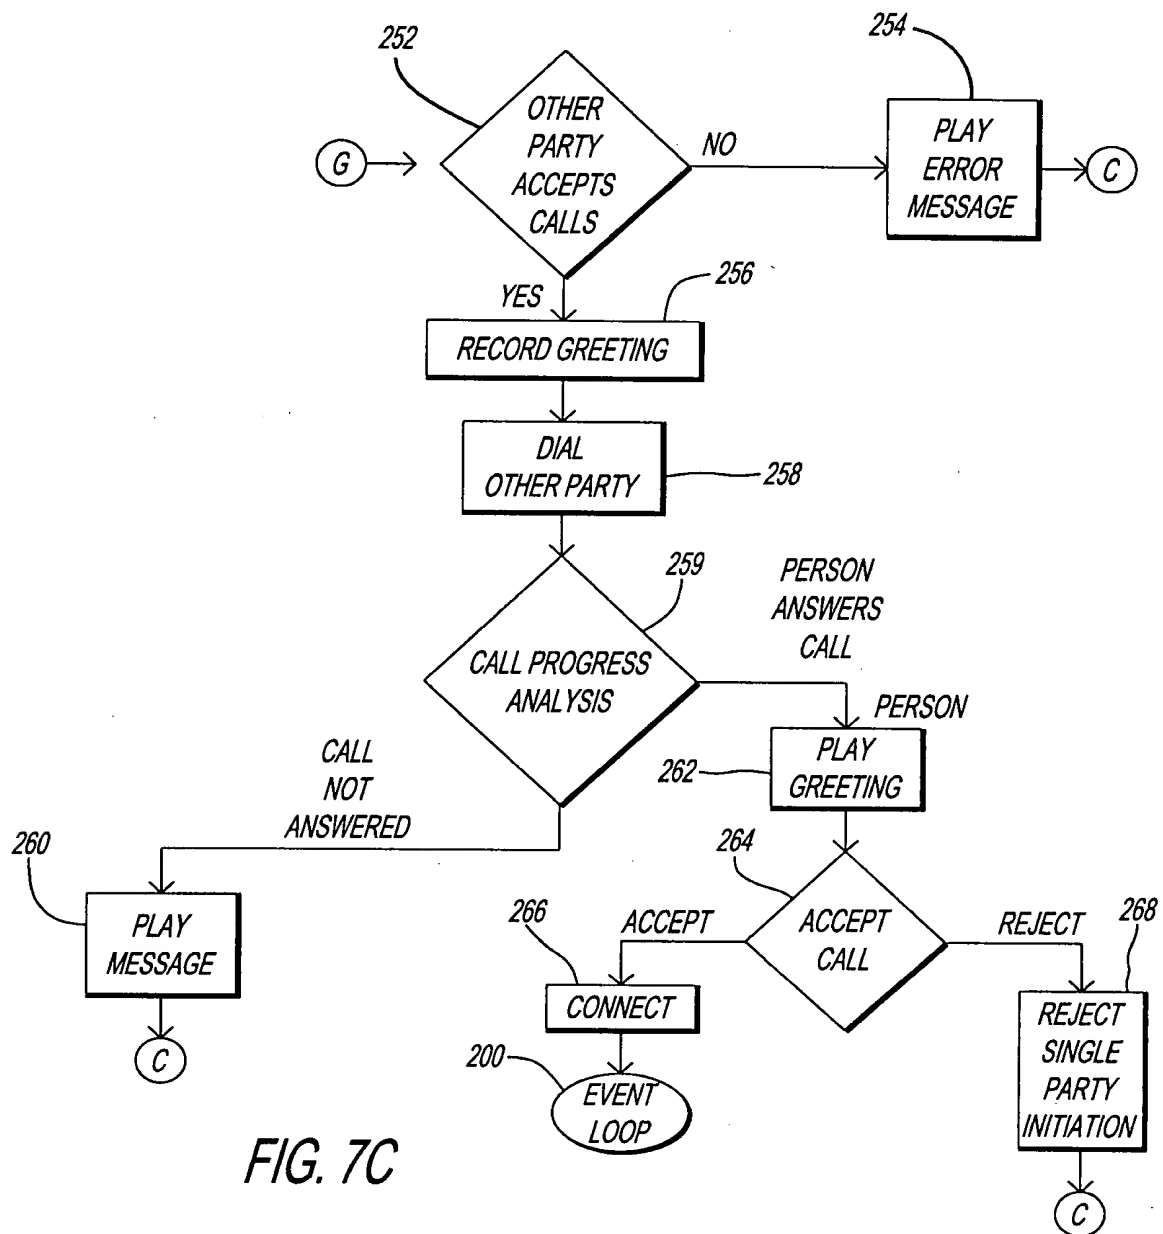 252
254
OTHER
PARTY
ACCEPTS
CALLS
G
NO
PLAY
ERROR
MESSAGE
C
YES
256
RECORD GREETING
DIAL
OTHER PARTY
258
259
PERSON
ANSWERS
CALL
CALL PROGRESS
ANALYSIS
PERSON
CALL
NOT
ANSWERED
262
PLAY
GREETING
260
PLAY
MESSAGE
C
264
ACCEPT
CALL
266
ACCEPT
REJECT
268
CONNECT
REJECT
SINGLE
PARTY
INITIATION
200
EVENT
LOOP
C
FIG. 7C